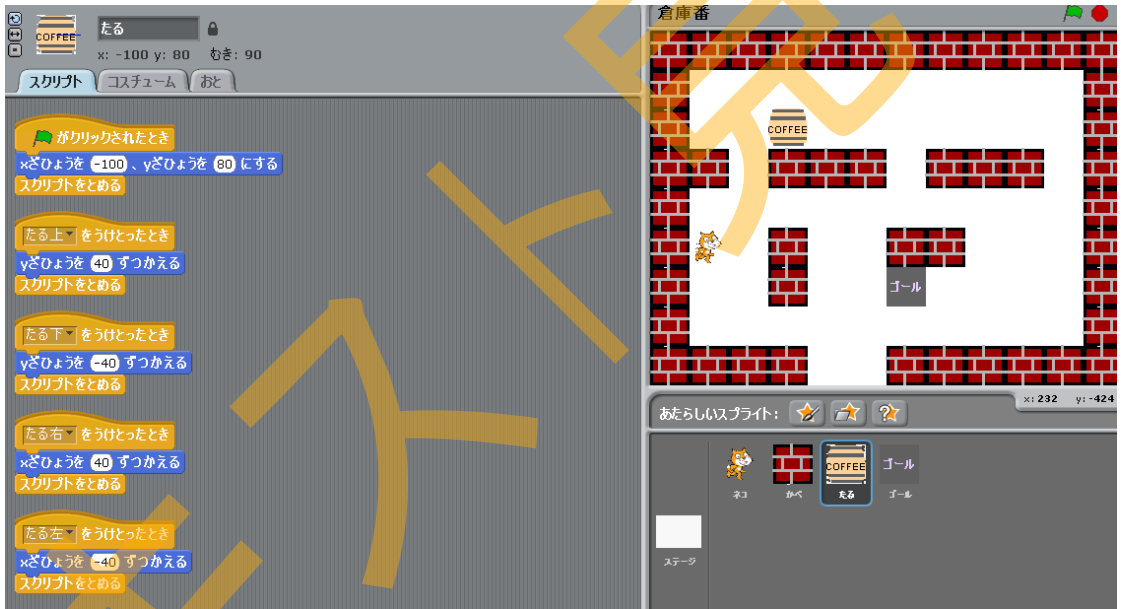 たる
x: -100 y: 80 むき: 90
スクリプト コスチューム おと
がクリックされたとき
xざひょうを -100 、yざひょうを 80 にする
スクリプトをとめる
たる上 をうけとったとき
yざひょうを 40 ずつかえる
スクリプトをとめる
たる下 をうけとったとき
yざひょうを -40 ずつかえる
スクリプトをとめる
たる右 をうけとったとき
xざひょうを 40 ずつかえる
スクリプトをとめる
たる左 をうけとったとき
xざひょうを -40 ずつかえる
スクリプトをとめる
倉庫番
COFFEE
ゴール
x: 232 y: -424
あたらしいスプライト:
COFFEE
ゴール
ネコ かべ たる ゴール
ステージ
COFFEE